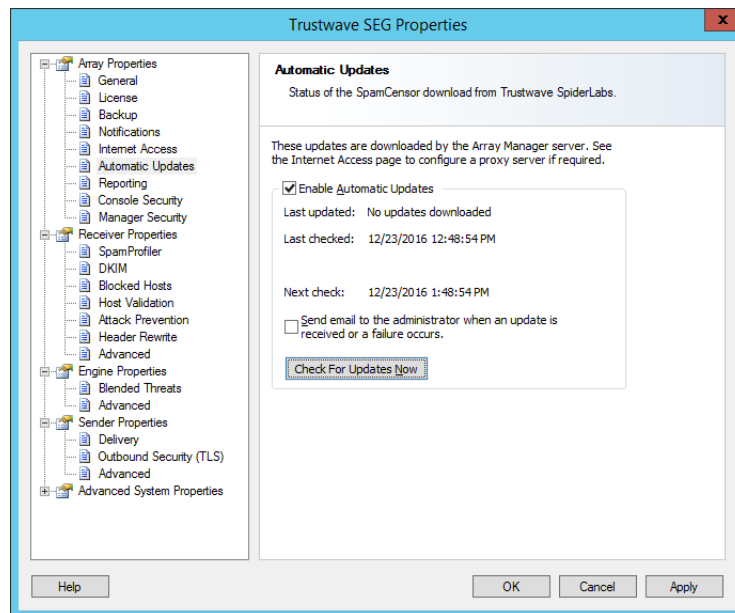 Trustwave SEG Properties
x
Array Properties
General
License
Backup
Notifications
Internet Access
Automatic Updates
Reporting
Console Security
Manager Security
Receiver Properties
SpamProfiler
DKIM
Blocked Hosts
Host Validation
Attack Prevention
Header Rewrite
Advanced
Engine Properties
Blended Threats
Advanced
Sender Properties
Delivery
Outbound Security (TLS)
Advanced
Advanced System Properties
Automatic Updates
Status of the SpamCensor download from Trustwave SpiderLabs.
These updates are downloaded by the Array Manager server. See
the Internet Access page to configure a proxy server if required.
Enable Automatic Updates
Last updated: No updates downloaded
Last checked: 12/23/2016 12:48:54 PM
Next check: 12/23/2016 1:48:54 PM
Send email to the administrator when an update is
received or a failure occurs.
Check For Updates Now
Help
OK
Cancel
Apply